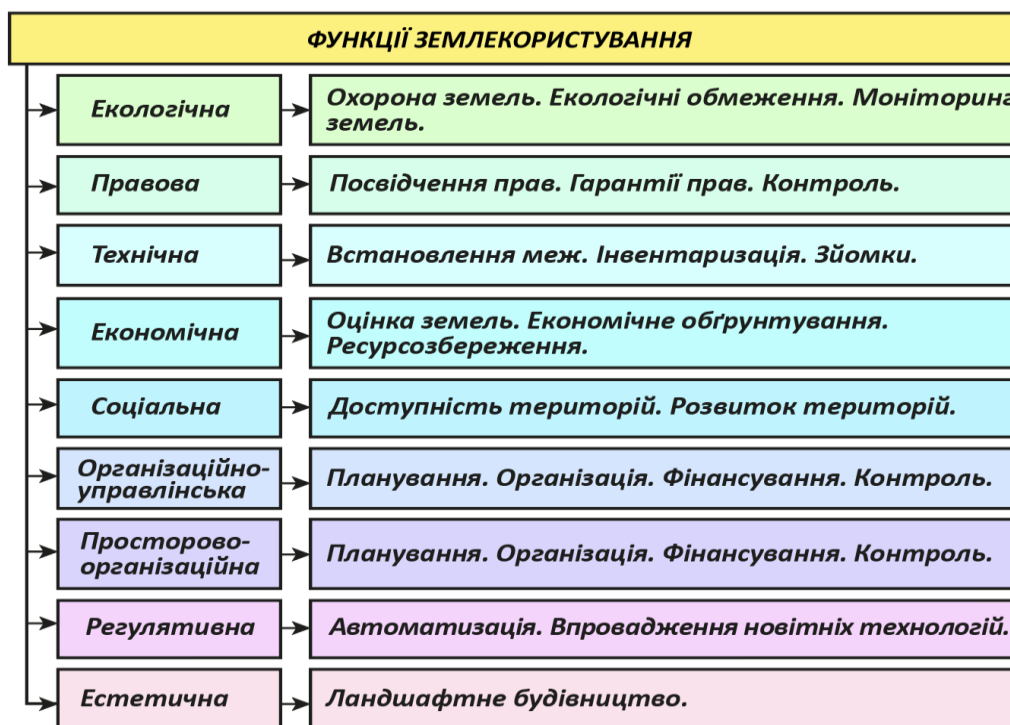 ФУНКЦІЇ ЗЕМЛЕКОРИСТУВАННЯ
Екологічна
Охорона земель. Екологічні обмеження. Моніторинг
земель.
Правова
Посвідчення прав. Гарантії прав. Контроль.
Технічна
Встановлення меж. Інвентаризація. Зйомки.
Економічна
Оцінка земель. Економічне обґрунтування.
Ресурсозбереження.
Соціальна
Доступність територій. Розвиток територій.
Організаційно-
управлінська
Планування. Організація. Фінансування. Контроль.
Просторово-
організаційна
Планування. Організація. Фінансування. Контроль.
Регулятивна
Автоматизація. Впровадження новітніх технологій.
Естетична
Ландшафтне будівництво.